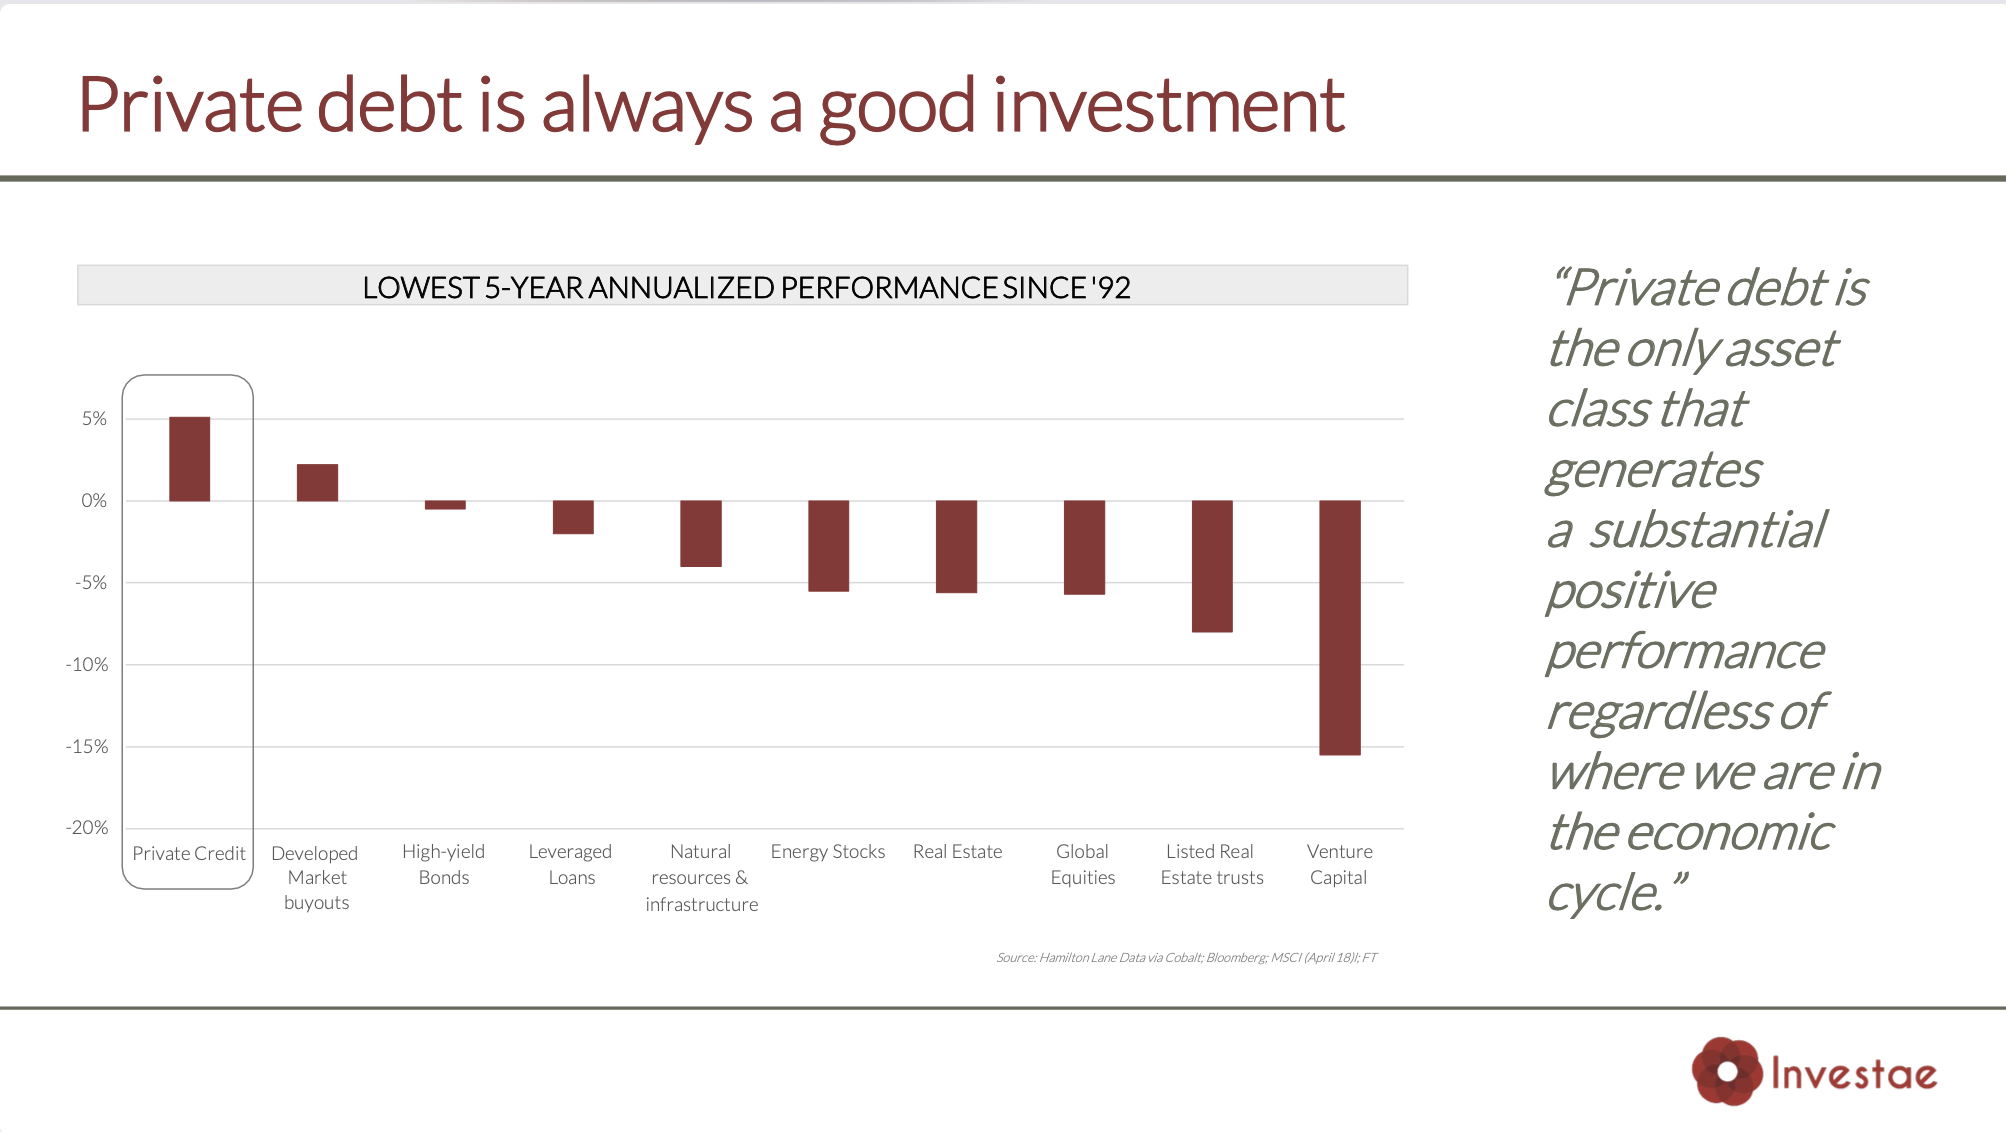 Private debt is always a good investment
LOWEST 5-YEAR ANNUALIZED PERFORMANCE SINCE '92
5%
0%
-5%
-10%
-15%
-20%
Private Credit
Developed
Market
buyouts
High-yield
Bonds
Leveraged
Loans
Natural
resources &
infrastructure
Energy Stocks
Real Estate
Global
Equities
Listed Real
Estate trusts
Venture
Capital
Source: Hamilton Lane Data via Cobalt; Bloomberg; MSCI (April 18)I; FT
“Private debt is
the only asset
class that
generates
a substantial
positive
performance
regardless of
where we are in
the economic
cycle.”
Investae